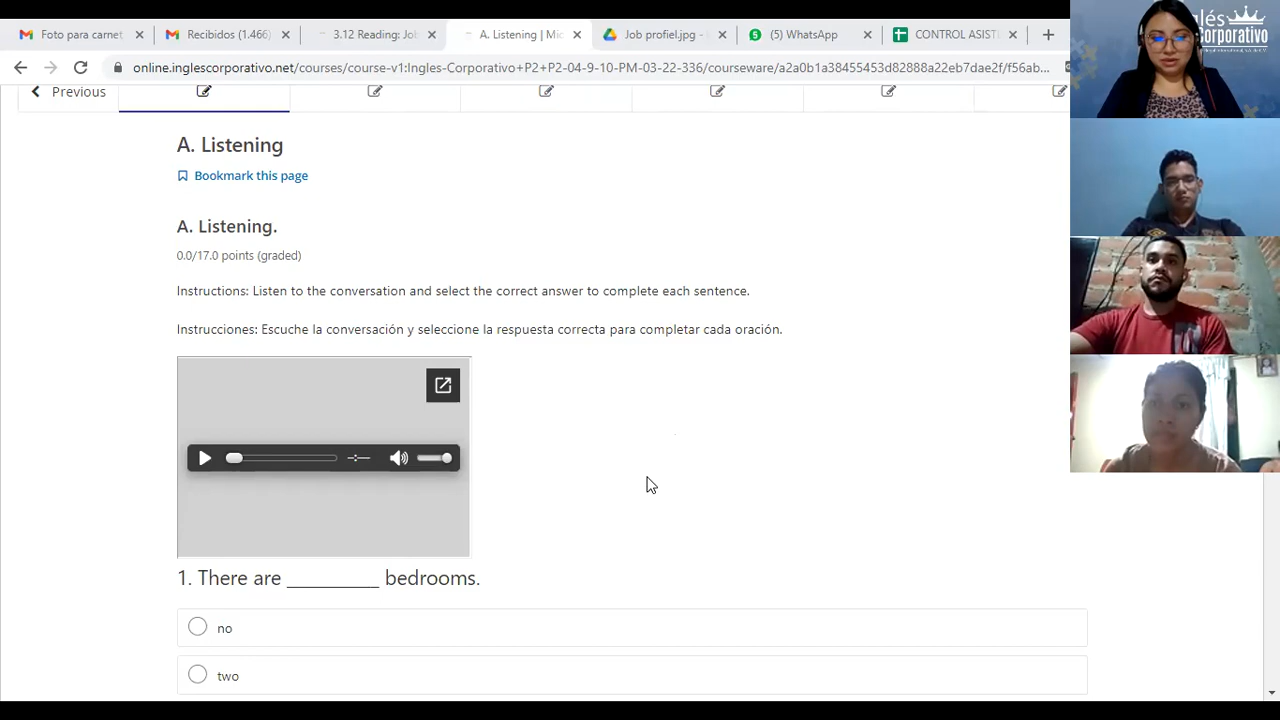 Foto para carnet
Recibidos (1.466)
3.12 Reading: Job
A. Listening | Mic
Job profiel.jpg -
(5) WhatsApp
CONTROL ASIST
online.inglescorporativo.net/courses/course-v1:Ingles-Corporativo+P2+P2-04-9-10-PM-03-22-336/courseware/a2a0b1a38455453d82888a22eb7dae2f/f56ab...
Previous
A. Listening
Bookmark this page
A. Listening.
0.0/17.0 points (graded)
Instructions: Listen to the conversation and select the correct answer to complete each sentence.
Instrucciones: Escuche la conversación y seleccione la respuesta correcta para completar cada oración.
-:-
1. There are __________ bedrooms.
no
two